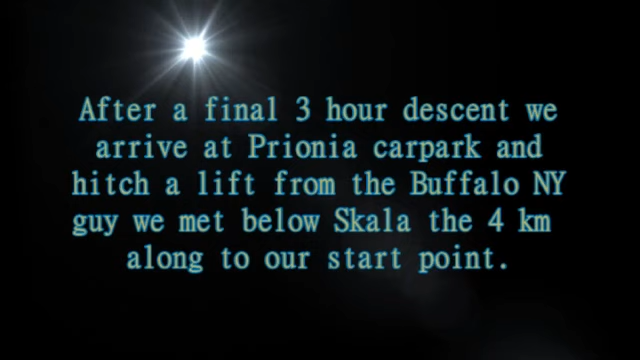 After a final 3 hour descent we
arrive at Prionia carpark and
hitch a lift from the Buffalo NY
guy we met below Skala the 4 km
along to our start point.